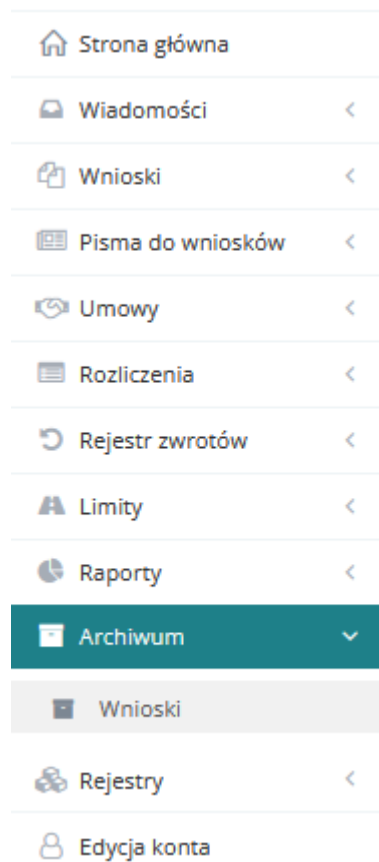 Strona główna
Wiadomości
Wnioski
Pisma do wniosków
Umowy
Rozliczenia
Rejestr zwrotów
Limity
Raporty
Archiwum
Wnioski
Rejestry
Edycja konta